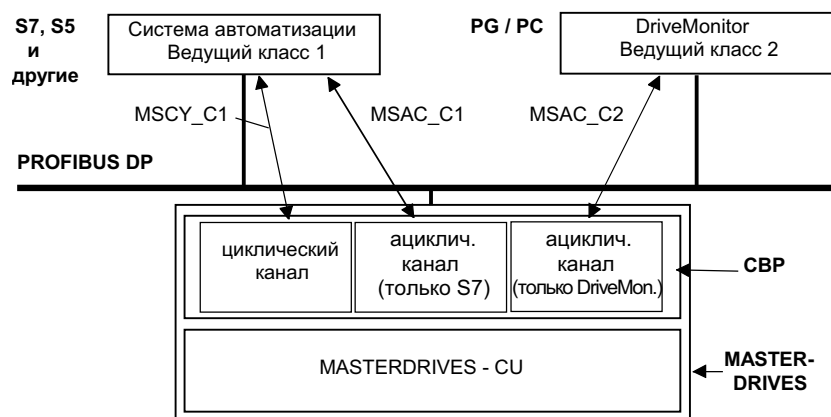 S7, S5
и
другие
Система автоматизации
Ведущий класс 1
PG / PC
DriveMonitor
Ведущий класс 2
MSCY_C1
MSAC_C1
MSAC_C2
PROFIBUS DP
циклический
канал
ациклич.
канал
(только S7)
ациклич.
канал
(только DriveMon.)
CBP
MASTERDRIVES - CU
MASTER-
DRIVES